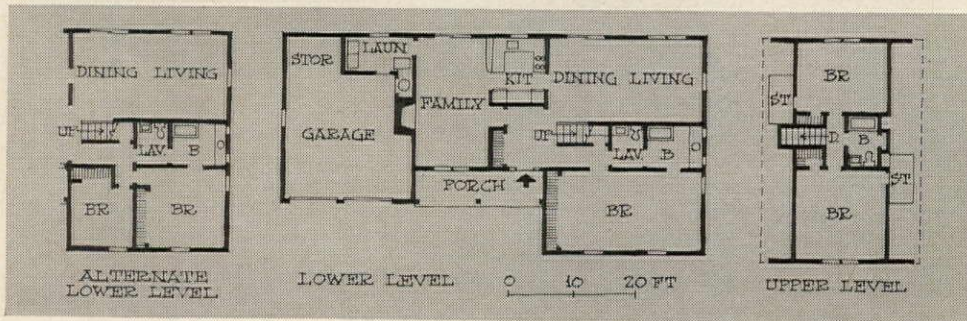 DINING LIVING
UP
LAV.
B
BR
BR
ALTERNATE
LOWER LEVEL
STOR
LAUN
KIT
DINING LIVING
FAMILY
GARAGE
UP
LAV.
B
PORCH
BR
LOWER LEVEL
0 10 20 FT
BR
ST.
D.
B
ST.
BR
UPPER LEVEL